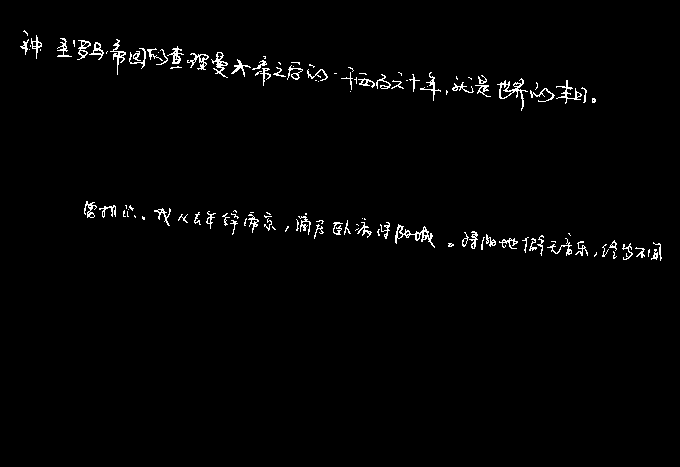 神圣罗马帝国的查理曼大帝之后的一千四百六十年，就是世界的末日。
曾相识。我从去年辞帝京，谪居卧病浔阳城。浔阳地僻无音乐，终岁不闻